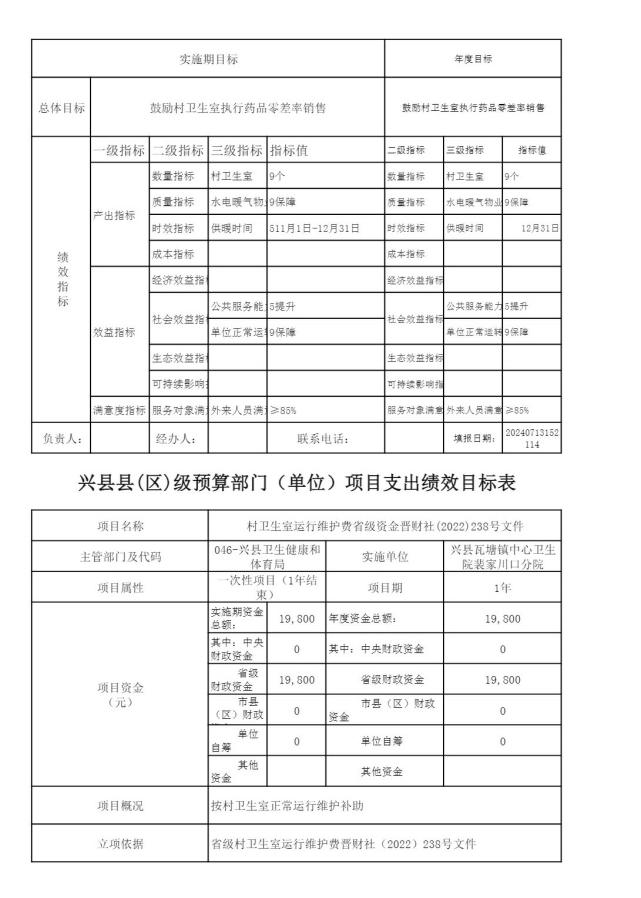 实施期目标 年度目标
总体目标 鼓励村卫生室执行药品零差率销售 鼓励村卫生室执行药品零差率销售
绩效指标
一级指标 二级指标 三级指标 指标值 二级指标 三级指标 指标值
产出指标
数量指标 村卫生室 9个 数量指标 村卫生室 9个
质量指标 水电暖气物 9保障 质量指标 水电暖气物业 9保障
时效指标 供暖时间 511月1日-12月31日 时效指标 供暖时间 12月31日
成本指标 成本指标
效益指标
经济效益指 经济效益指标
社会效益指 公共服务能 5提升 社会效益指标 公共服务能力 5提升
单位正常运 9保障 单位正常运转 9保障
生态效益指 生态效益指标
可持续影响 可持续影响指
满意度指标 服务对象满 外来人员满 ≥85% 服务对象满意 外来人员满意 ≥85%
负责人： 经办人： 联系电话： 填报日期： 20240713152
114
兴县县(区)级预算部门（单位）项目支出绩效目标表
项目名称 村卫生室运行维护费省级资金晋财社(2022)238号文件
主管部门及代码 046-兴县卫生健康和
体育局 实施单位 兴县瓦塘镇中心卫生
院裴家川口分院
项目属性 一次性项目（1年结
束） 项目期 1年
项目资金
（元）
实施期资金
总额： 19,800 年度资金总额： 19,800
其中：中央
财政资金 0 其中：中央财政资金 0
省级
财政资金 19,800 省级财政资金 19,800
市县
（区）财政 0 市县（区）财政
资金 0
单位
自筹 0 单位自筹 0
其他
资金 其他资金
项目概况 按村卫生室正常运行维护补助
立项依据 省级村卫生室运行维护费晋财社（2022）238号文件